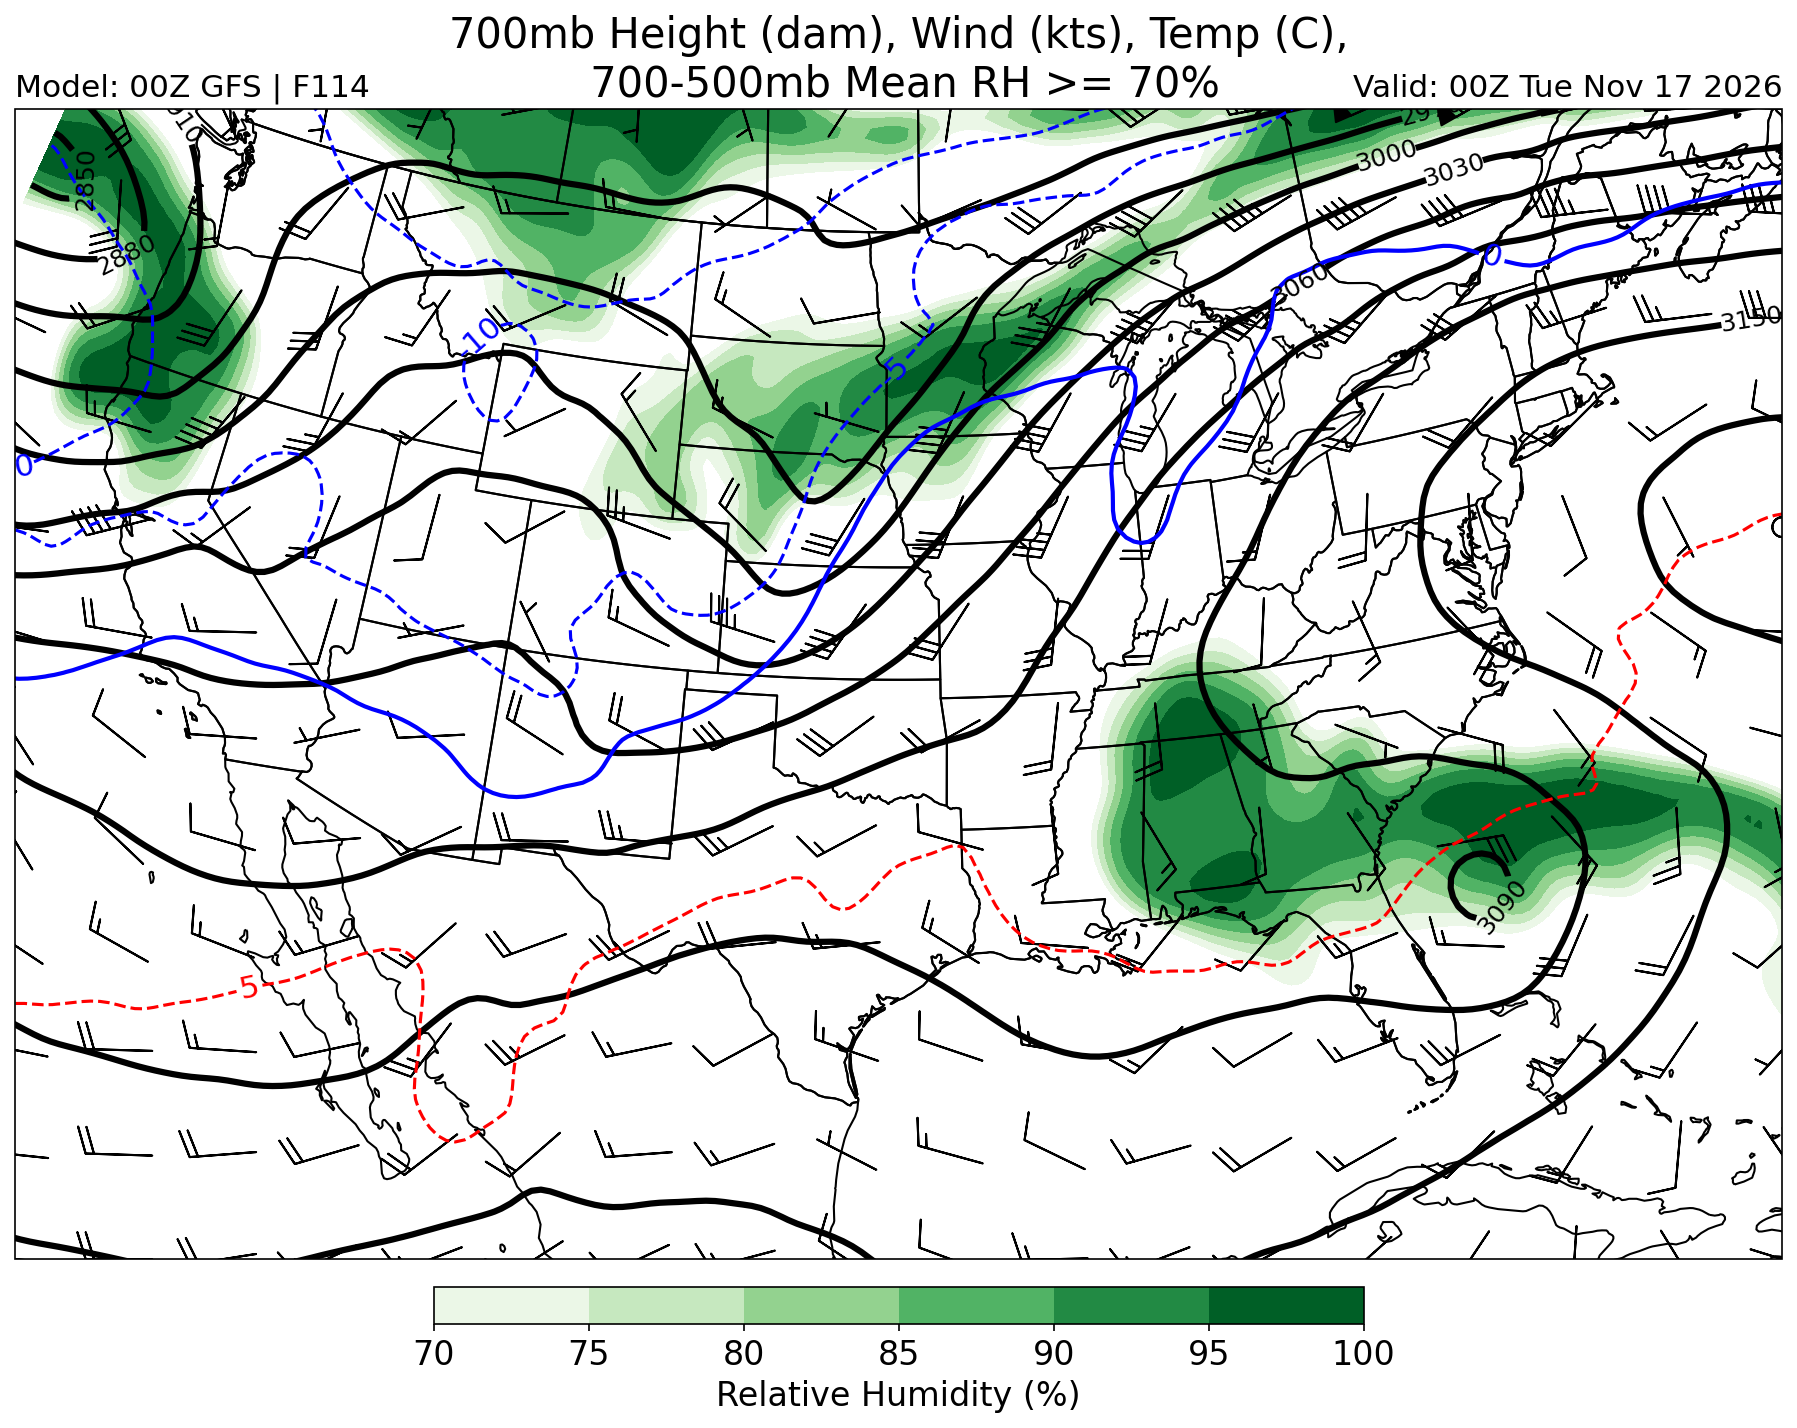 700mb Height (dam), Wind (kts), Temp (C),
700-500mb Mean RH >= 70%
Model: 00Z GFS | F114
Valid: 00Z Tue Nov 17 2026
2850
2880
3000
3030
3060
0
3150
-10
5
0
3090
5
70 75 80 85 90 95 100
Relative Humidity (%)